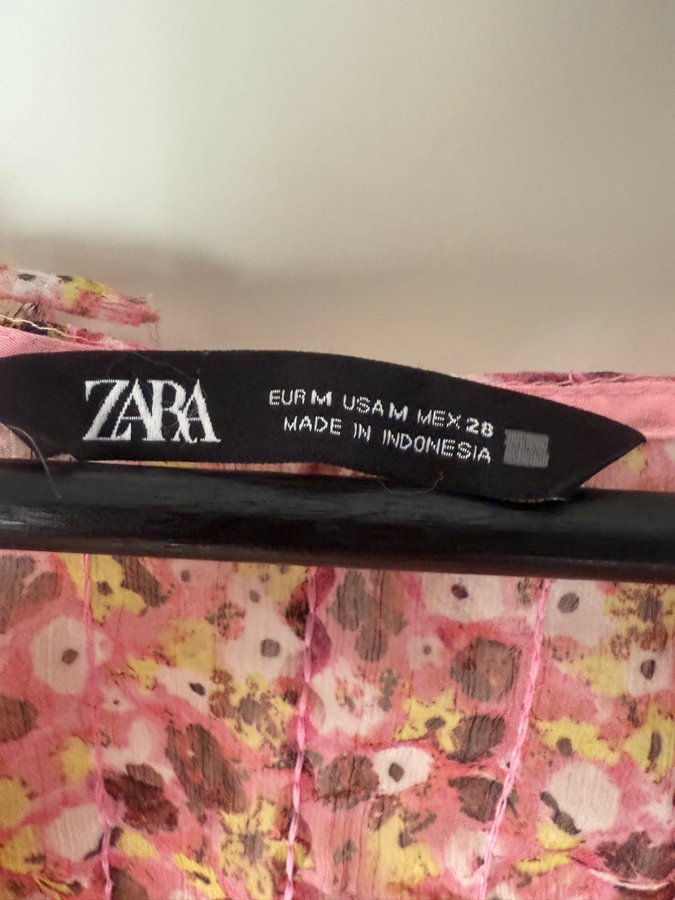 ZARA
EUR M USA M MEX 28
MADE IN INDONESIA